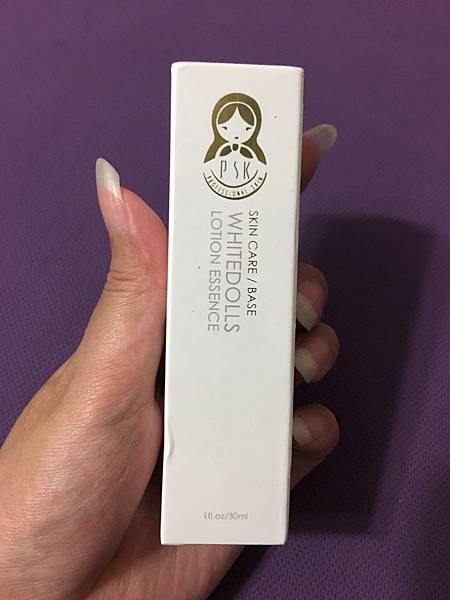 PSK
PROFESSIONAL SKIN
SKIN CARE / BASE
WHITEDOLLS
LOTION ESSENCE
1fl.oz/30ml